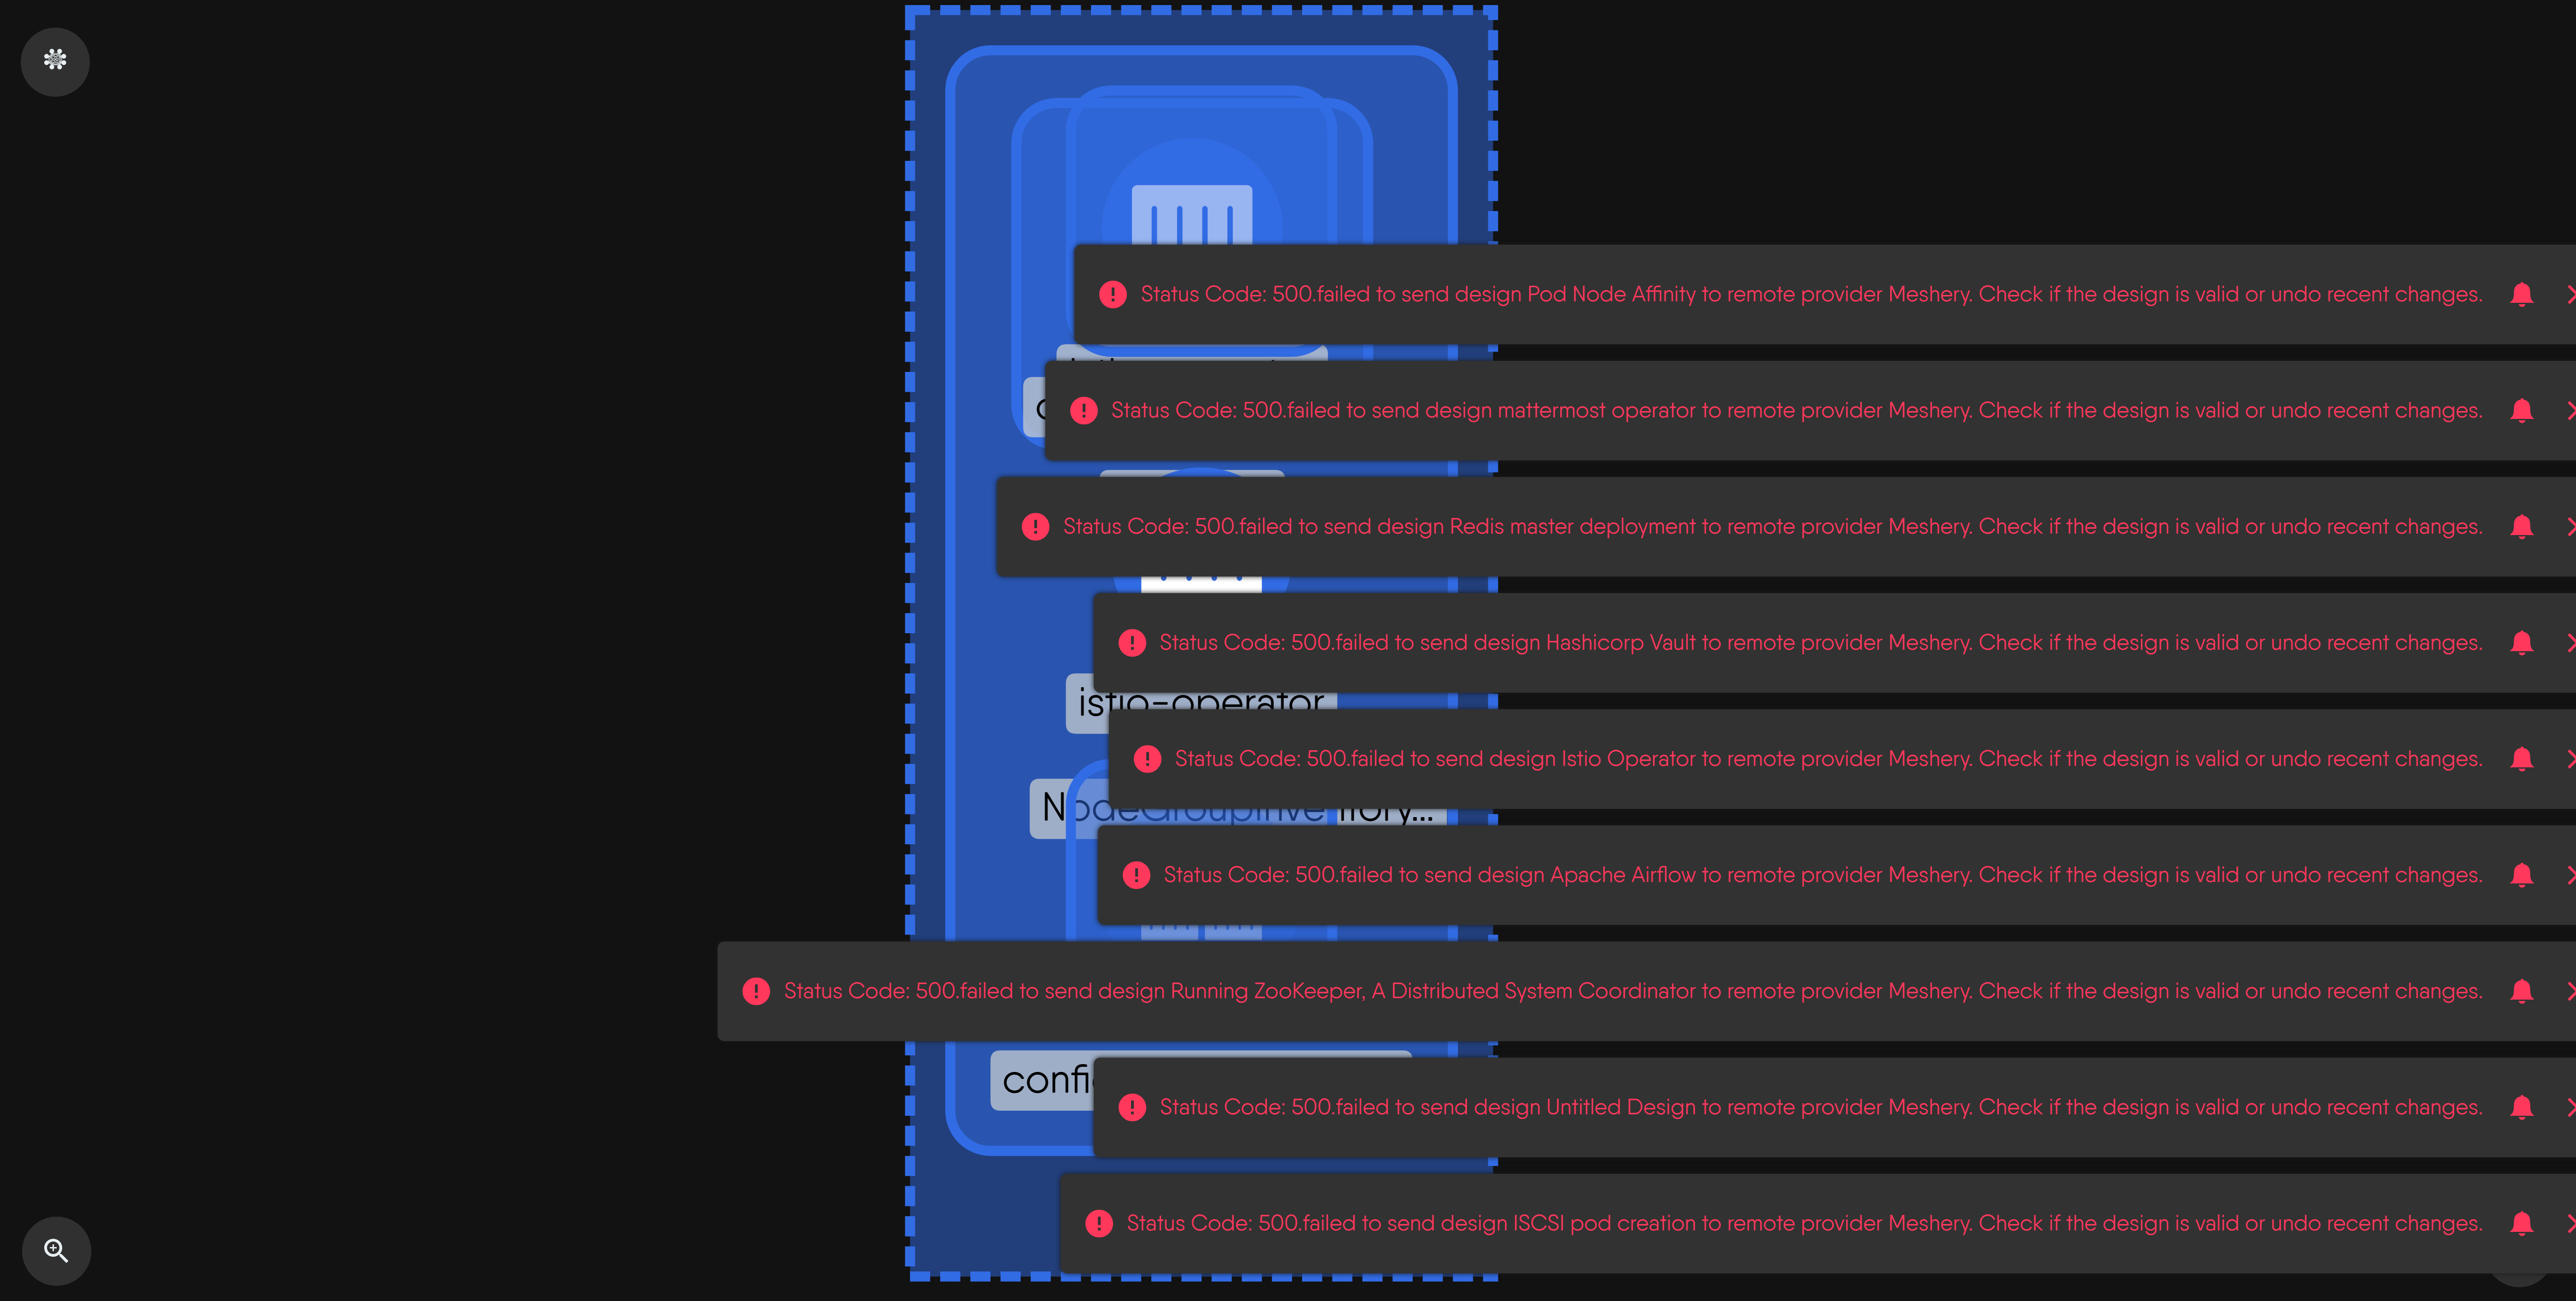 Status Code: 500.failed to send design Pod Node Affinity to remote provider Meshery. Check if the design is valid or undo recent changes.
Status Code: 500.failed to send design mattermost operator to remote provider Meshery. Check if the design is valid or undo recent changes.
Status Code: 500.failed to send design Redis master deployment to remote provider Meshery. Check if the design is valid or undo recent changes.
Status Code: 500.failed to send design Hashicorp Vault to remote provider Meshery. Check if the design is valid or undo recent changes.
istio-operator
Status Code: 500.failed to send design Istio Operator to remote provider Meshery. Check if the design is valid or undo recent changes.
Status Code: 500.failed to send design Apache Airflow to remote provider Meshery. Check if the design is valid or undo recent changes.
Status Code: 500.failed to send design Running ZooKeeper, A Distributed System Coordinator to remote provider Meshery. Check if the design is valid or undo recent changes.
Status Code: 500.failed to send design Untitled Design to remote provider Meshery. Check if the design is valid or undo recent changes.
Status Code: 500.failed to send design ISCSI pod creation to remote provider Meshery. Check if the design is valid or undo recent changes.